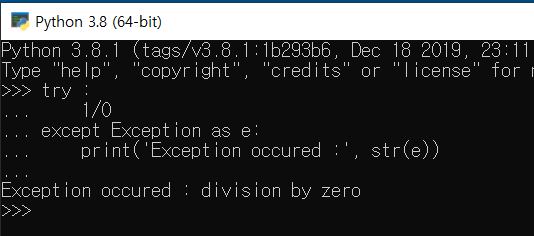 Python 3.8 (64-bit)
Python 3.8.1 (tags/v3.8.1:1b293b6, Dec 18 2019, 23:11
Type "help", "copyright", "credits" or "license" for
>>> try :
...     1/0
... except Exception as e:
...     print('Exception occured :', str(e))
...
Exception occured : division by zero
>>>